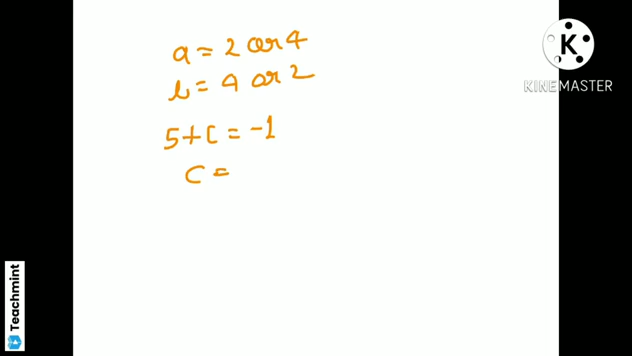 a = 2 or 4
b = 4 or 2
5+c = -1
c =
K
KINEMASTER
Teachmint